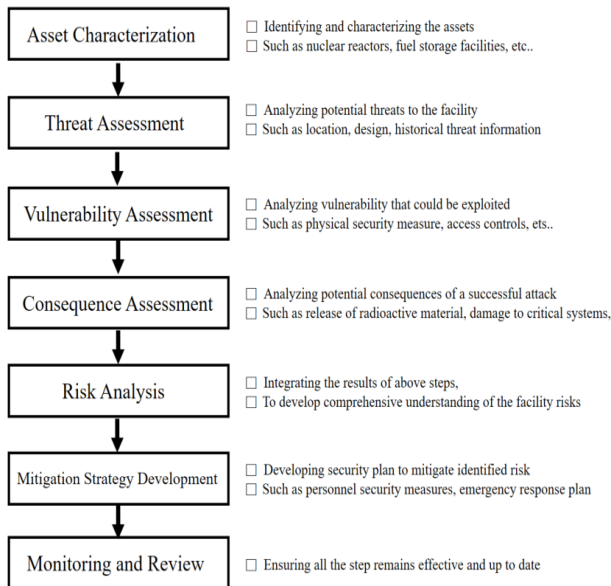 Asset Characterization
□ Identifying and characterizing the assets
□ Such as nuclear reactors, fuel storage facilities, etc..
Threat Assessment
□ Analyzing potential threats to the facility
□ Such as location, design, historical threat information
Vulnerability Assessment
□ Analyzing vulnerability that could be exploited
□ Such as physical security measure, access controls, ets..
Consequence Assessment
□ Analyzing potential consequences of a successful attack
□ Such as release of radioactive material, damage to critical systems,
Risk Analysis
□ Integrating the results of above steps,
□ To develop comprehensive understanding of the facility risks
Mitigation Strategy Development
□ Developing security plan to mitigate identified risk
□ Such as personnel security measures, emergency response plan
Monitoring and Review
□ Ensuring all the step remains effective and up to date